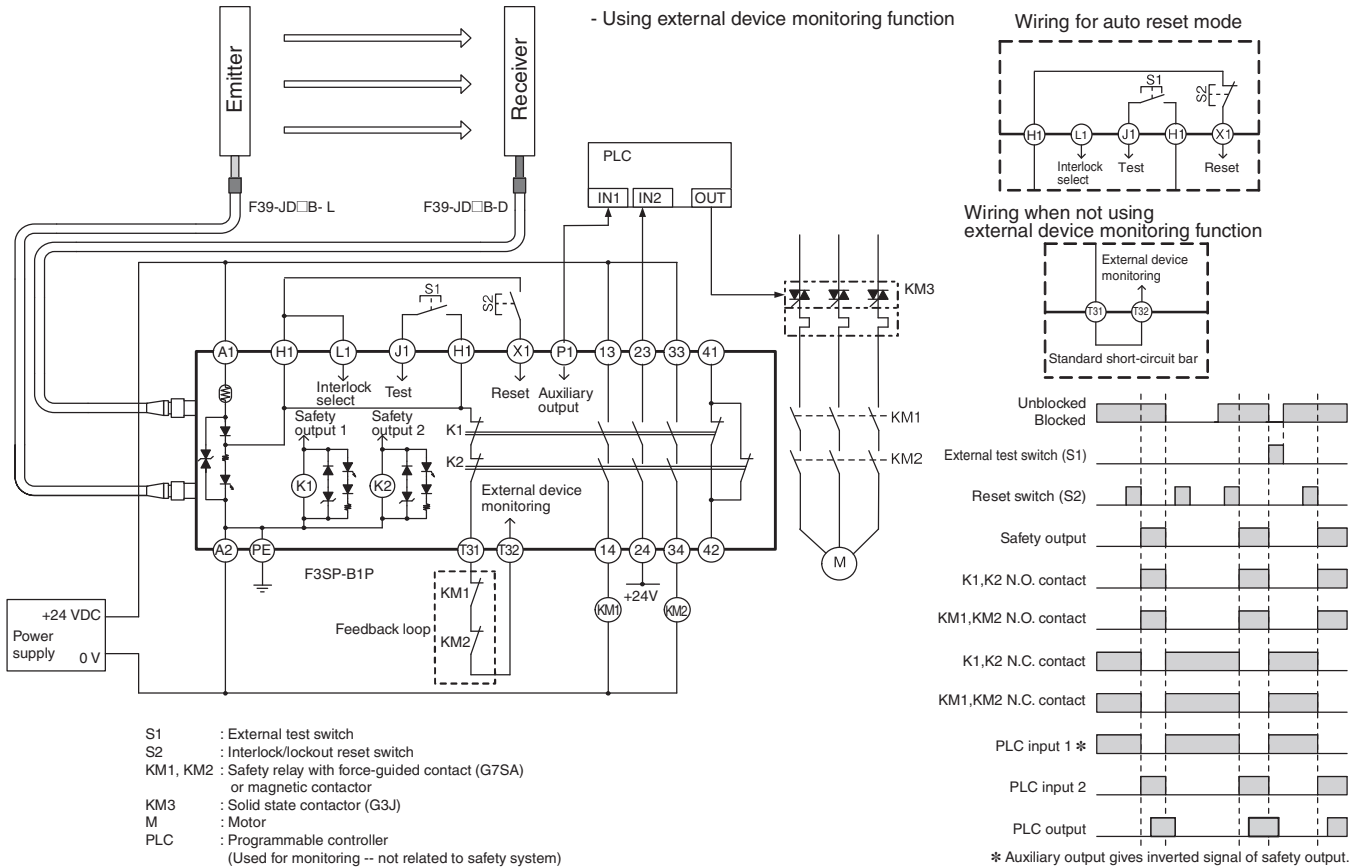 - Using external device monitoring function
Emitter
Receiver
F39-JD□B- L
F39-JD□B-D
PLC
IN1 IN2 OUT
KM3
S1
S2
A1 H1 L1 J1 H1 X1 P1 13 23 33 41
Interlock
select
Test
Reset
Auxiliary
output
Safety
output 1
Safety
output 2
K1
K2
K1 K2
External device
monitoring
KM1
KM2
M
A2 PE T31 T32 14 24 34 42
F3SP-B1P
+24V
KM1
KM2
KM1
KM2
Feedback loop
+24 VDC
Power
supply
0 V
S1 : External test switch
S2 : Interlock/lockout reset switch
KM1, KM2 : Safety relay with force-guided contact (G7SA)
or magnetic contactor
KM3 : Solid state contactor (G3J)
M : Motor
PLC : Programmable controller
(Used for monitoring -- not related to safety system)
Wiring for auto reset mode
S1
S2
H1 L1 J1 H1 X1
Interlock
select
Test
Reset
Wiring when not using
external device monitoring function
External device
monitoring
T31 T32
Standard short-circuit bar
Unblocked
Blocked
External test switch (S1)
Reset switch (S2)
Safety output
K1,K2 N.O. contact
KM1,KM2 N.O. contact
K1,K2 N.C. contact
KM1,KM2 N.C. contact
PLC input 1 ✻
PLC input 2
PLC output
✻ Auxiliary output gives inverted signal of safety output.